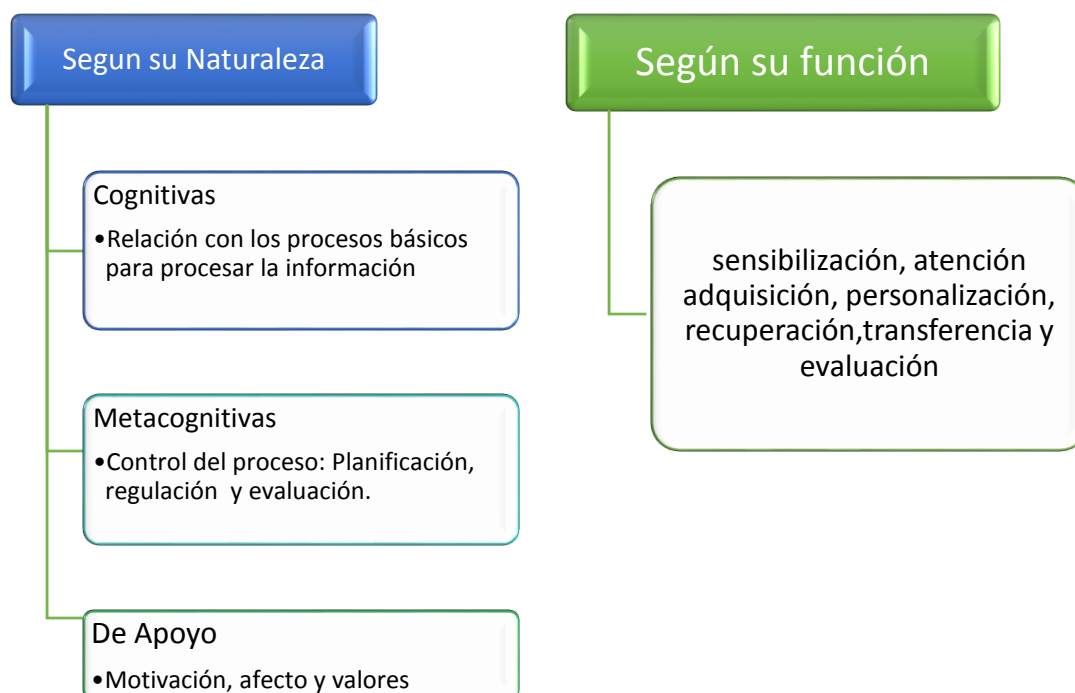 Segun su Naturaleza
Cognitivas
•Relación con los procesos básicos
para procesar la información
Metacognitivas
•Control del proceso: Planificación,
regulación y evaluación.
De Apoyo
•Motivación, afecto y valores
Según su función
sensibilización, atención
adquisición, personalización,
recuperación,transferencia y
evaluación